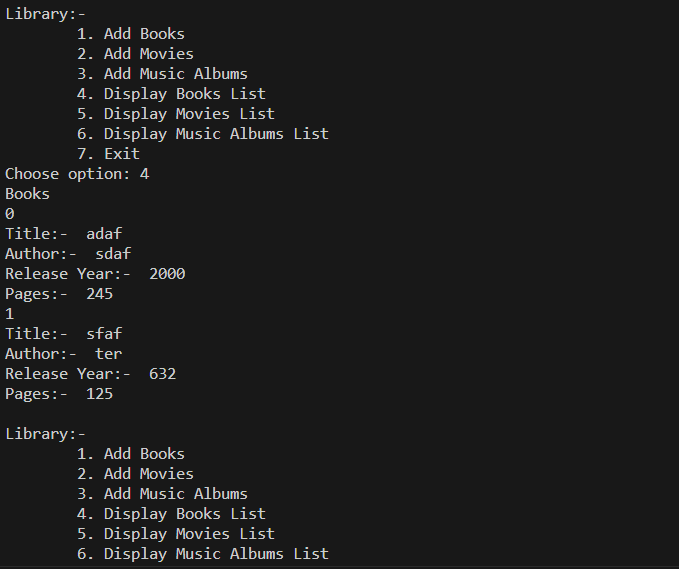 Library:-
        1. Add Books
        2. Add Movies
        3. Add Music Albums
        4. Display Books List
        5. Display Movies List
        6. Display Music Albums List
        7. Exit
Choose option: 4
Books
0
Title:-  adaf
Author:-  sdaf
Release Year:-  2000
Pages:-  245
1
Title:-  sfaf
Author:-  ter
Release Year:-  632
Pages:-  125

Library:-
        1. Add Books
        2. Add Movies
        3. Add Music Albums
        4. Display Books List
        5. Display Movies List
        6. Display Music Albums List